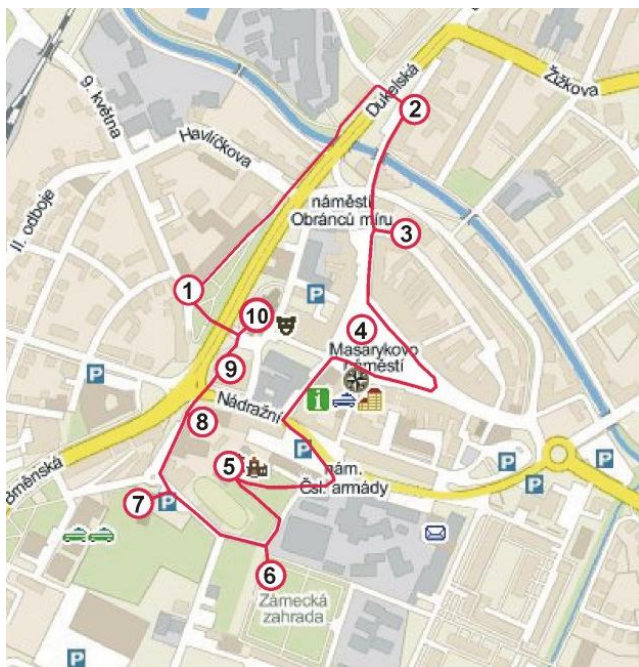 Dukelská
Žižkova
9. května
Havlíčkova
II. odboje
náměstí
Obránců míru
Masarykovo
náměstí
Nádražní
Brněnská
nám.
Čsl. armády
Zámecká
zahrada
1
2
3
4
5
6
7
8
9
10
P
P
P
P
P
P
P
P
i